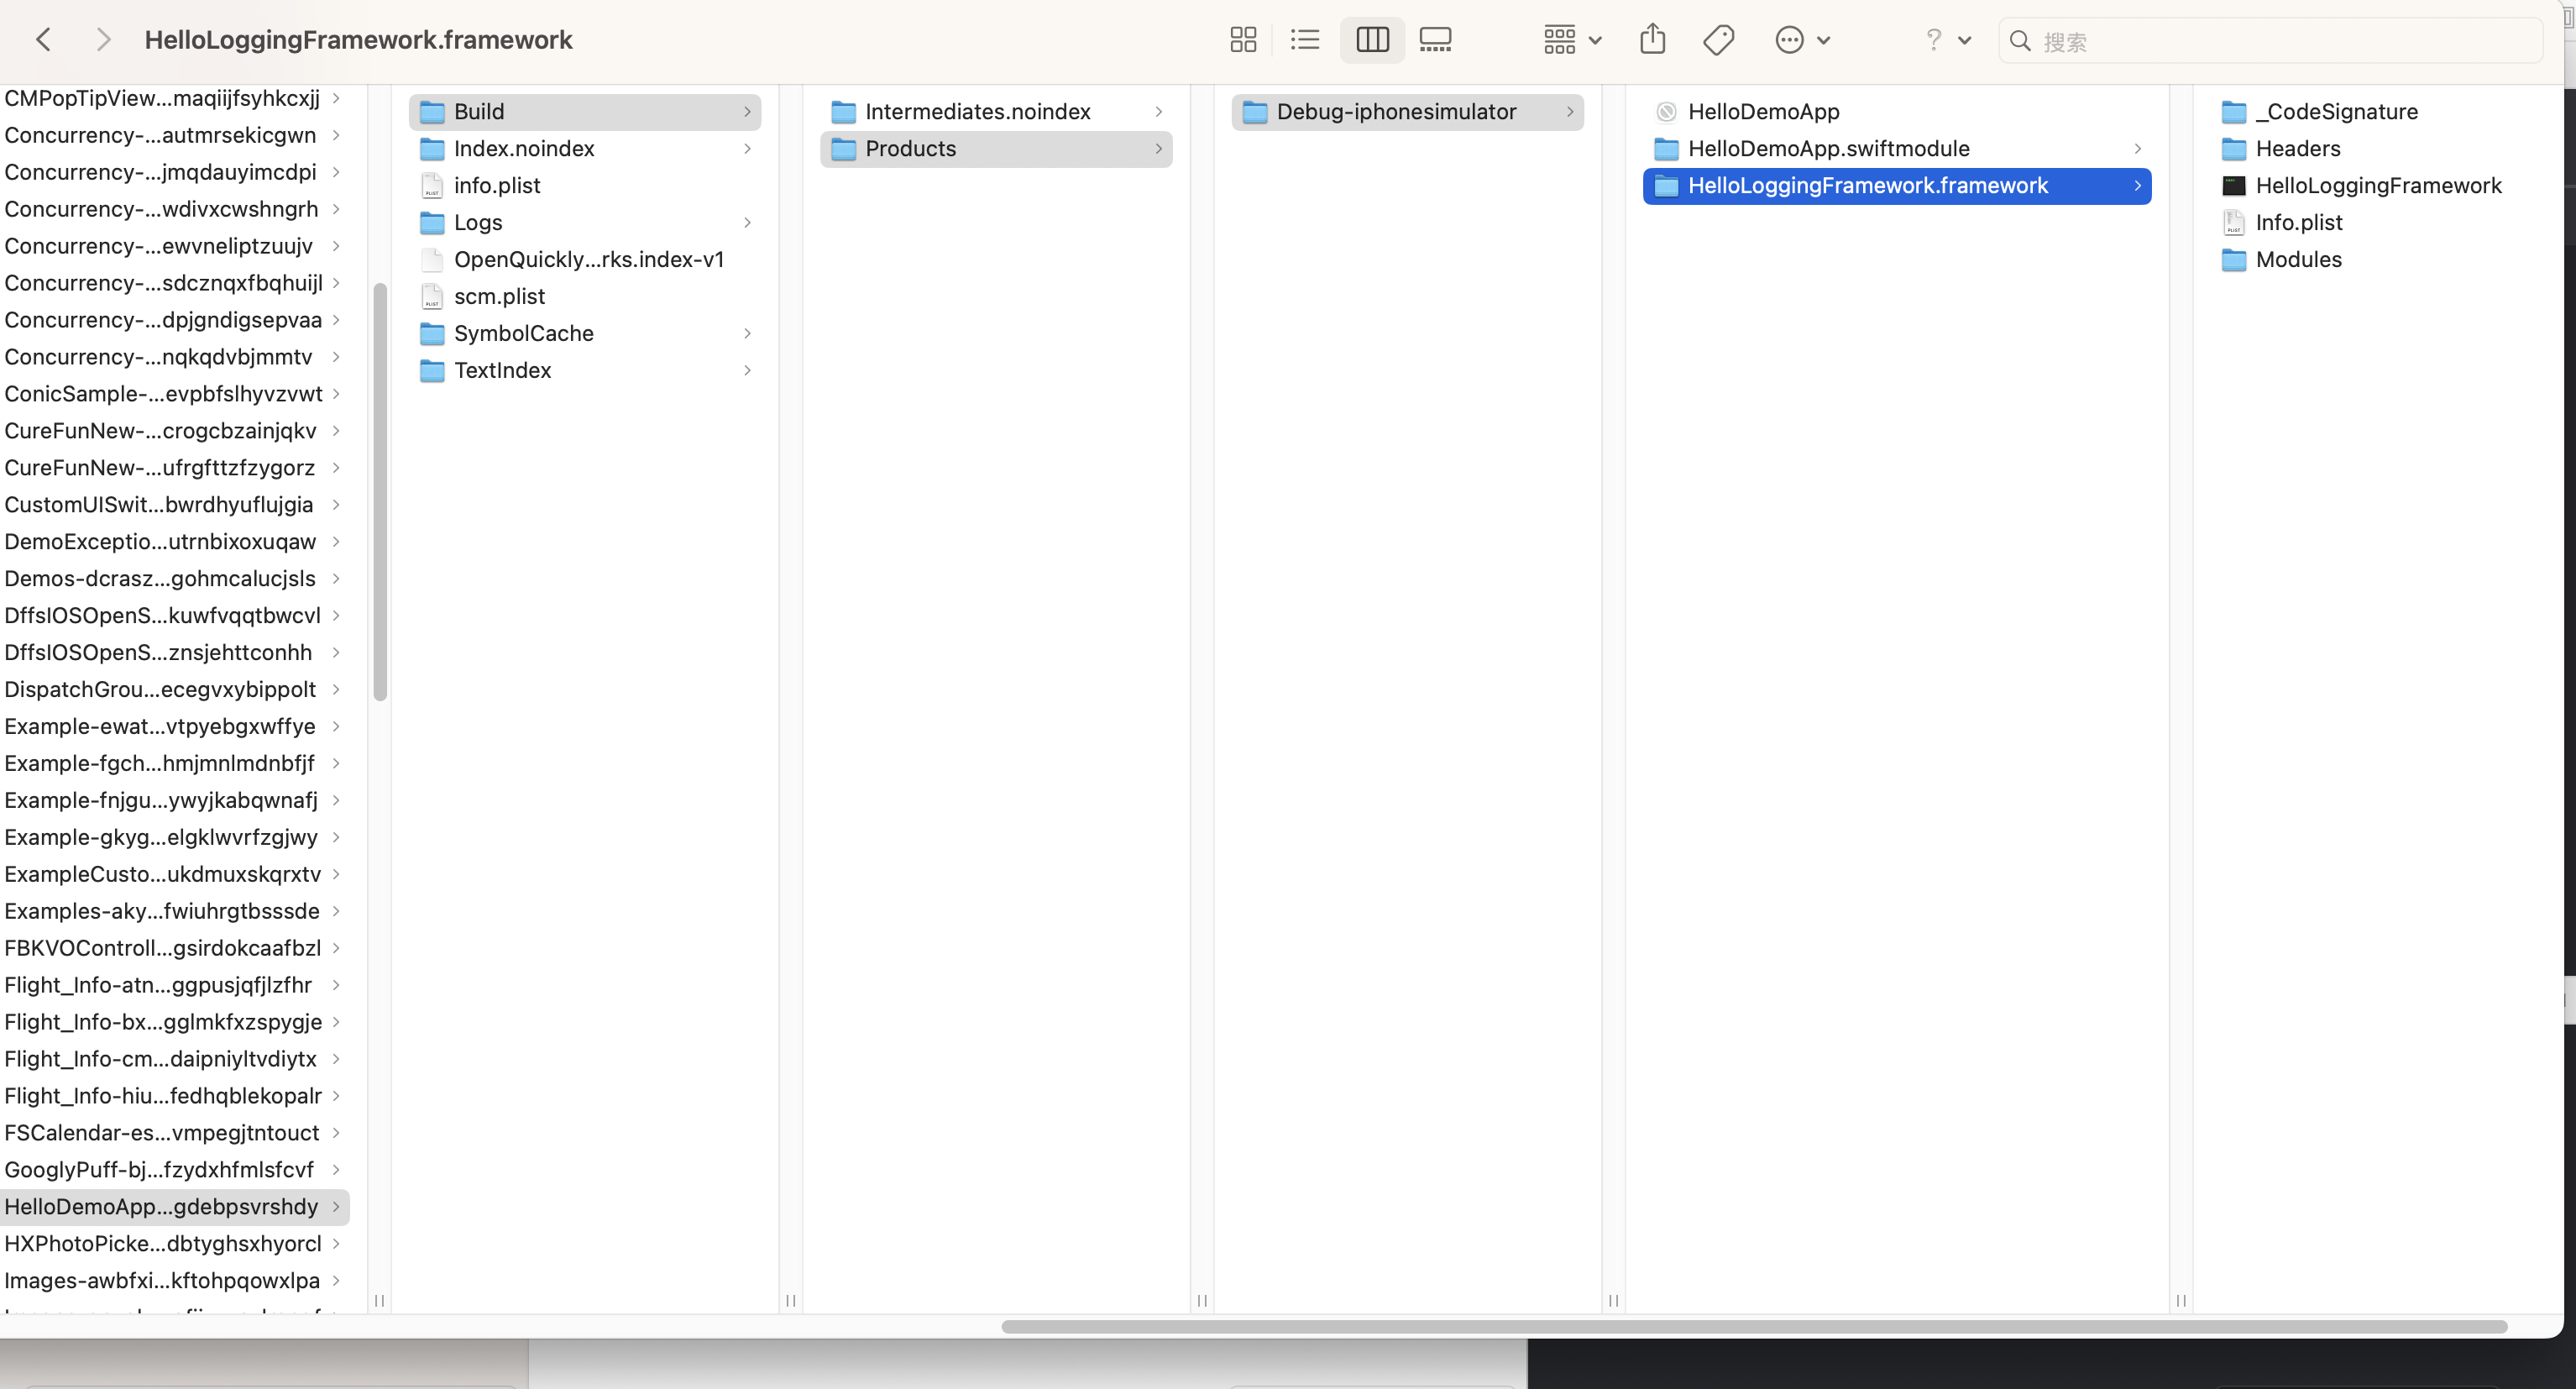 HelloLoggingFramework.framework
搜索
CMPopTipView...maqiijfsyhkcxjj
Concurrency-...autmrsekicgwn
Concurrency-...jmqdauyimcdpi
Concurrency-...wdivxcwshngrh
Concurrency-...ewvneliptzuujv
Concurrency-...sdcznqxfbqhuijl
Concurrency-...dpjgndigsepvaa
Concurrency-...nqkqdvbjmmtv
ConicSample-...evpbfslhyvzvwt
CureFunNew-...crogcbzainjqkv
CureFunNew-...ufrgfttzfzygorz
CustomUISwit...bwrdhyuflujgia
DemoExceptio...utrnbixoxuqaw
Demos-dcrasz...gohmcalucjsls
DffsIOSOpenS...kuwfvqqtbwcvl
DffsIOSOpenS...znsjehttconhh
DispatchGrou...ecegvxybippolt
Example-ewat...vtpyebgxwffye
Example-fgch...hmjmnlmdnbfjf
Example-fnjgu...ywyjkabqwnafj
Example-gkyg...elgklwvrfzgjwy
ExampleCusto...ukdmuxskqrxtv
Examples-aky...fwiuhrgtbsssde
FBKVOControll...gsirdokcaafbzl
Flight_Info-atn...ggpusjqfjlzfhr
Flight_Info-bx...gglmkfxzspygje
Flight_Info-cm...daipniyltvdiytx
Flight_Info-hiu...fedhqblekopalr
FSCalendar-es...vmpegjtntouct
GooglyPuff-bj...fzydxhfmlsfcvf
HelloDemoApp...gdebpsvrshdy
HXPhotoPicke...dbtyghsxhyorcl
Images-awbfxi...kftohpqowxlpa
Build
Index.noindex
info.plist
Logs
OpenQuickly...rks.index-v1
scm.plist
SymbolCache
TextIndex
Intermediates.noindex
Products
Debug-iphonesimulator
HelloDemoApp
HelloDemoApp.swiftmodule
HelloLoggingFramework.framework
_CodeSignature
Headers
HelloLoggingFramework
Info.plist
Modules